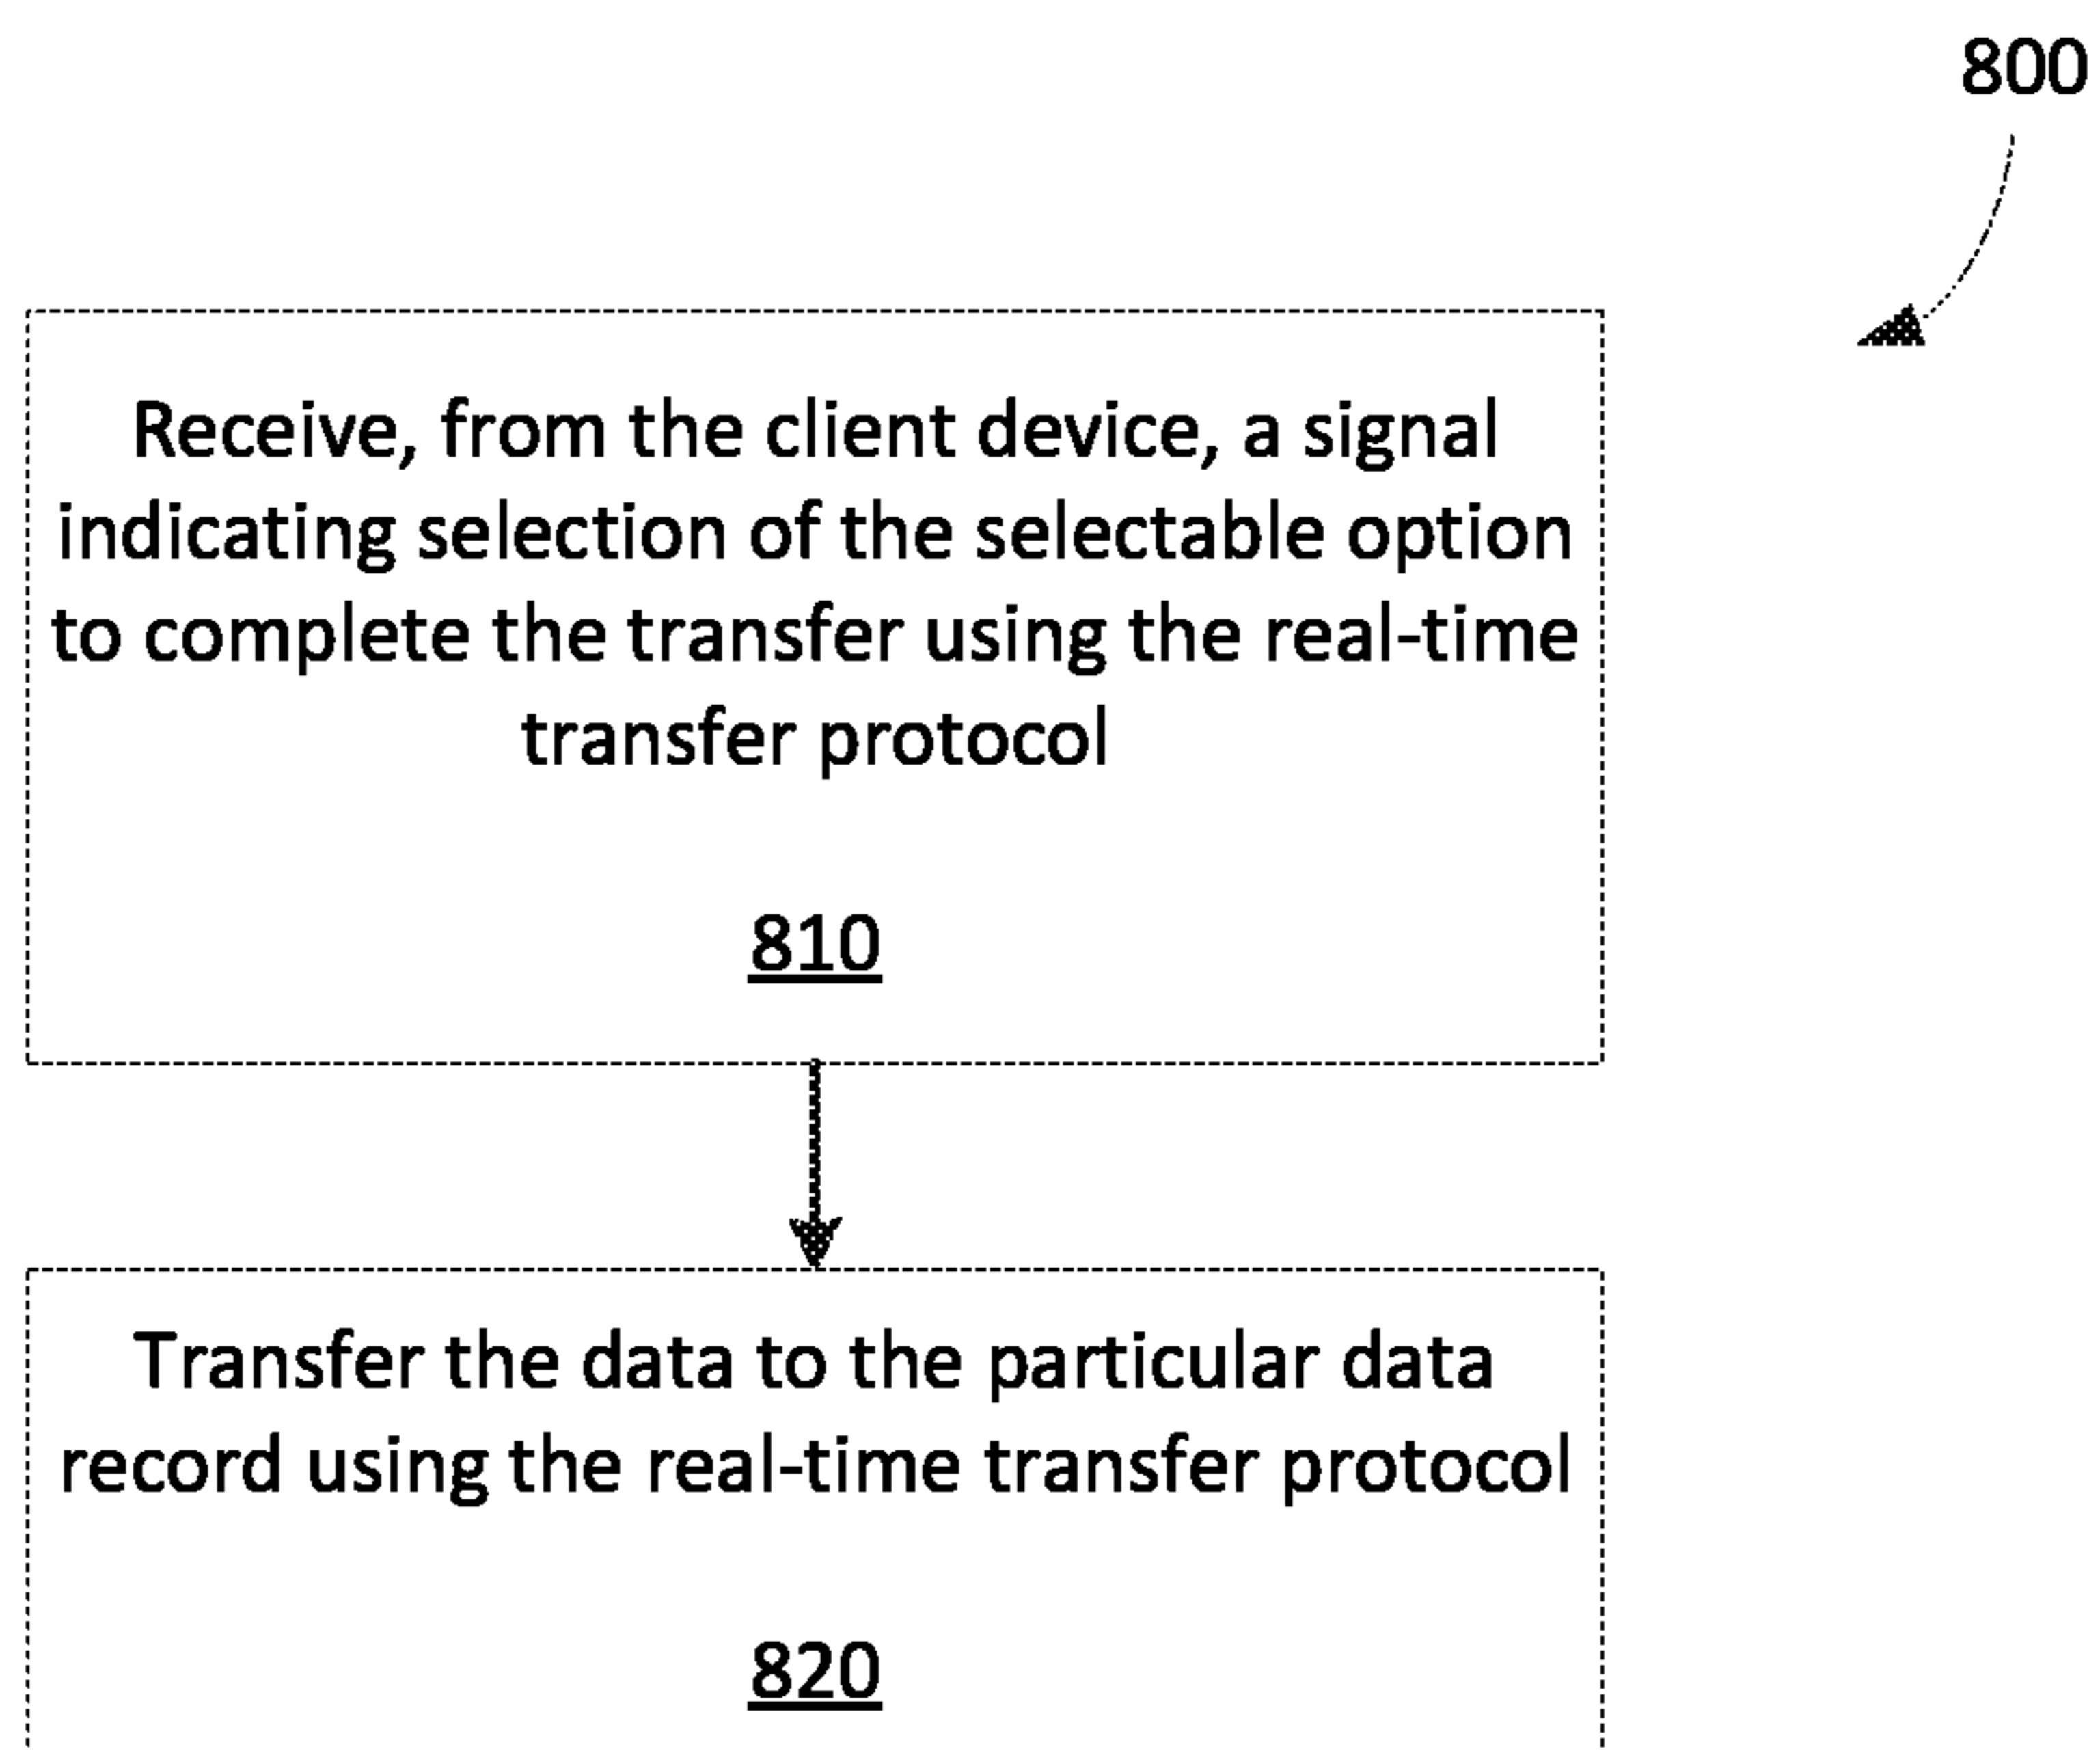 800
Receive, from the client device, a signal
indicating selection of the selectable option
to complete the transfer using the real-time
transfer protocol
810
Transfer the data to the particular data
record using the real-time transfer protocol
820